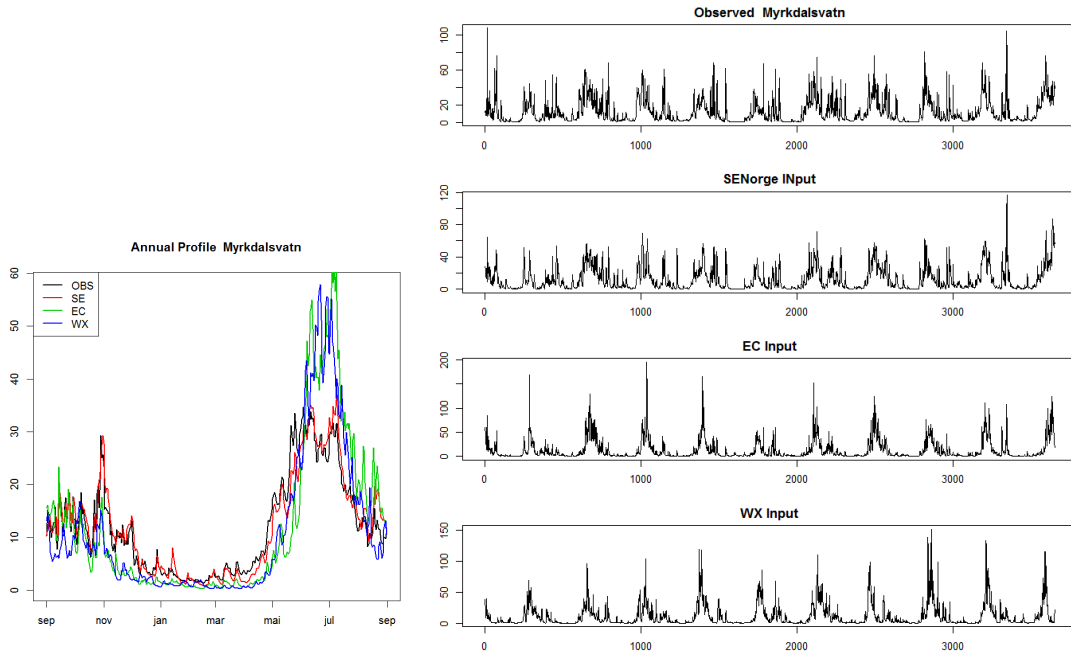 Annual Profile  Myrkdalsvatn
60
50
40
30
20
10
0
OBS
SE
EC
WX
sep nov jan mar mai jul sep
Observed  Myrkdalsvatn
100
60
20
0
0 1000 2000 3000
SENorge INput
120
80
40
0
0 1000 2000 3000
EC Input
200
150
100
50
0
0 1000 2000 3000
WX Input
150
100
50
0
0 1000 2000 3000